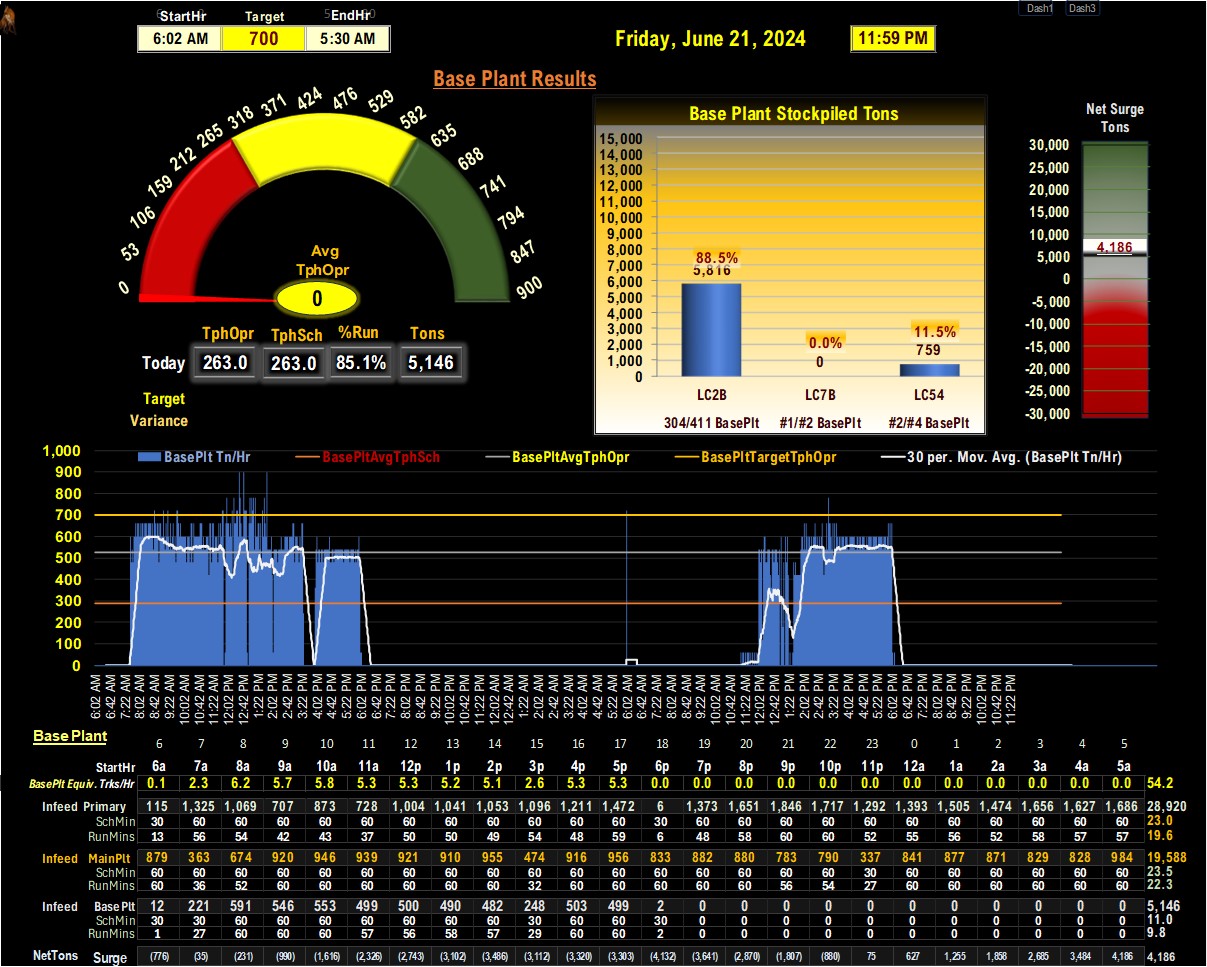 Dash1 Dash3
StartHr Target EndHr
6:02 AM 700 5:30 AM
Friday, June 21, 2024 11:59 PM
Base Plant Results
0 53 106 159 212 265 318 371 424 476 529 582 635 688 741 794 847 900
Avg
TphOpr
0
TphOpr TphSch %Run Tons
Today 263.0 263.0 85.1% 5,146
Target
Variance
Base Plant Stockpiled Tons
15,000
14,000
13,000
12,000
11,000
10,000
9,000
8,000
7,000
6,000
5,000
4,000
3,000
2,000
1,000
0
88.5%
5,816
0.0%
0
11.5%
759
LC2B LC7B LC54
304/411 BasePlt #1/#2 BasePlt #2/#4 BasePlt
Net Surge
Tons
30,000
25,000
20,000
15,000
10,000
5,000
0
-5,000
-10,000
-15,000
-20,000
-25,000
-30,000
4,186
BasePlt Tn/Hr BasePltAvgTphSch BasePltAvgTphOpr BasePltTargetTphOpr 30 per. Mov. Avg. (BasePlt Tn/Hr)
1,000
900
800
700
600
500
400
300
200
100
0
6:02 AM 6:42 AM 7:22 AM 8:02 AM 8:42 AM 9:22 AM 10:02 AM 10:42 AM 11:22 AM 12:02 PM 12:42 PM 1:22 PM 2:02 PM 2:42 PM 3:22 PM 4:02 PM 4:42 PM 5:22 PM 6:02 PM 6:42 PM 7:22 PM 8:02 PM 8:42 PM 9:22 PM 10:02 PM 10:42 PM 11:22 PM 12:02 AM 12:42 AM 1:22 PM 2:02 PM 2:42 PM 3:22 PM 4:02 PM 4:42 PM 5:22 PM 6:02 AM 6:42 AM 7:22 AM 8:02 AM 8:42 AM 9:22 AM 10:02 AM 10:42 AM 11:22 AM 12:02 PM 12:42 PM 1:22 PM 2:02 PM 2:42 PM 3:22 PM 4:02 PM 4:42 PM 5:22 PM 6:02 PM 6:42 PM 7:22 PM 8:02 PM 8:42 PM 9:22 PM 10:02 PM 10:42 PM 11:22 PM
Base Plant
6 7 8 9 10 11 12 13 14 15 16 17 18 19 20 21 22 23 0 1 2 3 4 5
StartHr 6a 7a 8a 9a 10a 11a 12p 1p 2p 3p 4p 5p 6p 7p 8p 9p 10p 11p 12a 1a 2a 3a 4a 5a
BasePlt Equiv. Trks/Hr 0.1 2.3 6.2 5.7 5.8 5.3 5.3 5.2 5.1 2.6 5.3 5.3 0.0 0.0 0.0 0.0 0.0 0.0 0.0 0.0 0.0 0.0 0.0 0.0 54.2
Infeed Primary 115 1,325 1,069 707 873 728 1,004 1,041 1,053 1,096 1,211 1,472 6 1,373 1,651 1,846 1,717 1,292 1,393 1,505 1,474 1,656 1,627 1,686 28,920
SchMin 30 60 60 60 60 60 60 60 60 60 60 60 30 60 60 60 60 60 60 60 60 60 60 60 23.0
RunMins 13 56 54 42 43 37 50 50 49 54 48 59 6 48 58 60 60 52 55 56 52 58 57 57 19.6
Infeed MainPlt 879 363 674 920 946 939 921 910 955 474 916 956 833 882 880 783 790 337 841 877 871 829 828 984 19,588
SchMin 60 60 60 60 60 60 60 60 60 60 60 60 60 60 60 60 60 30 60 60 60 60 60 60 23.5
RunMins 60 36 52 60 60 60 60 60 60 32 60 60 60 60 60 56 54 27 60 60 60 60 60 60 22.3
Infeed BasePlt 12 221 591 546 553 499 500 490 482 248 503 499 2 0 0 0 0 0 0 0 0 0 0 0 5,146
SchMin 30 30 60 60 60 60 60 60 60 30 60 60 30 0 0 0 0 0 0 0 0 0 0 0 11.0
RunMins 1 27 60 60 60 57 56 58 57 29 60 60 2 0 0 0 0 0 0 0 0 0 0 0 9.8
NetTons Surge (776) (35) (231) (990) (1,616) (2,326) (2,743) (3,102) (3,486) (3,112) (3,320) (3,303) (4,132) (3,641) (2,870) (1,807) (880) 75 627 1,255 1,858 2,685 3,484 4,186 4,186